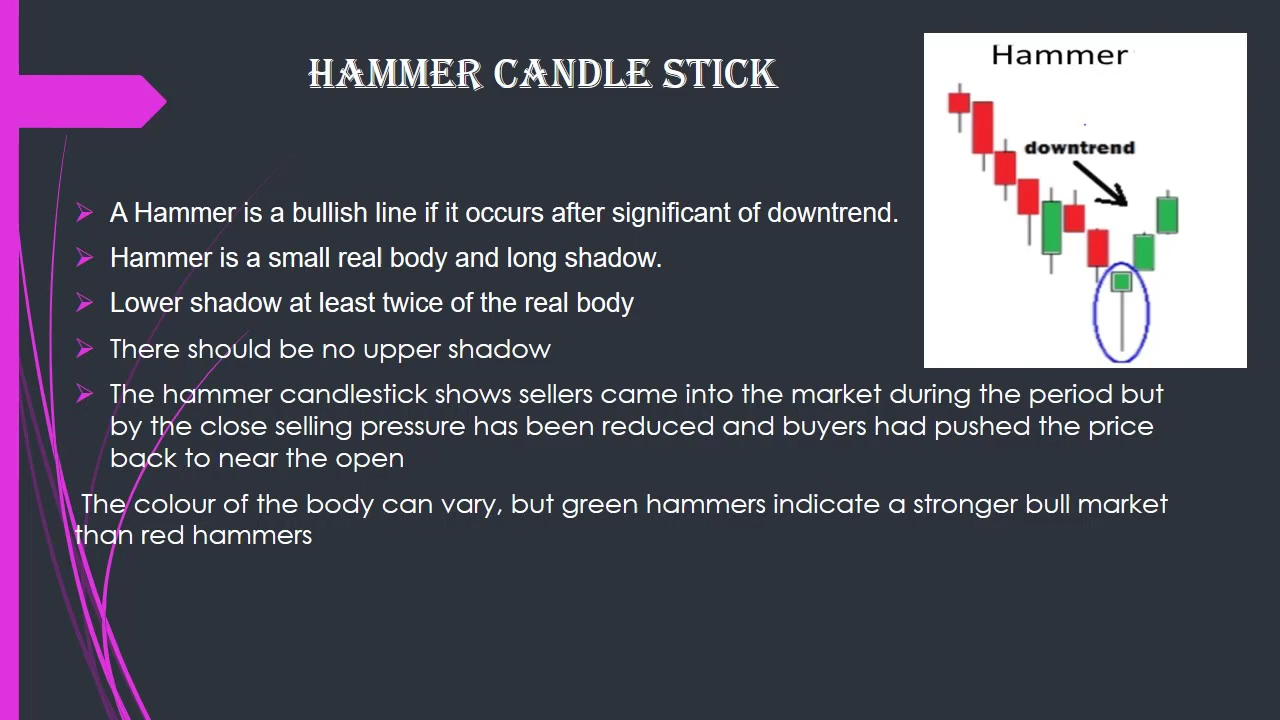 HAMMER CANDLE STICK
Hammer
downtrend
A Hammer is a bullish line if it occurs after significant of downtrend.
Hammer is a small real body and long shadow.
Lower shadow at least twice of the real body
There should be no upper shadow
The hammer candlestick shows sellers came into the market during the period but
by the close selling pressure has been reduced and buyers had pushed the price
back to near the open
The colour of the body can vary, but green hammers indicate a stronger bull market
than red hammers